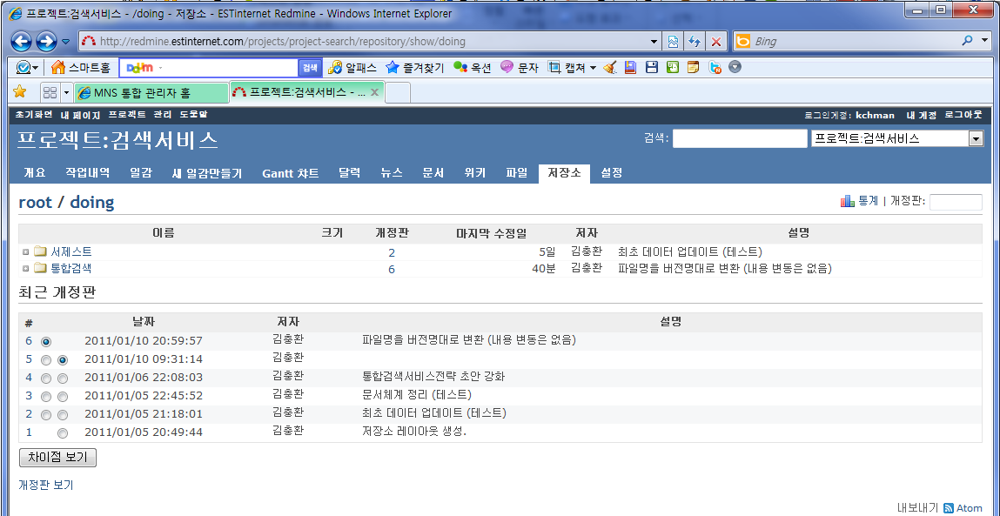 프로젝트:검색서비스 - /doing - 저장소 - ESTinternet Redmine - Windows Internet Explorer
http://redmine.estinternet.com/projects/project-search/repository/show/doing
Bing
스마트홈 Daum 검색 알패스 즐겨찾기 옥션 문자 캡쳐
MNS 통합 관리자 홈 프로젝트:검색서비스 - ...
초기화면 내 페이지 프로젝트 관리 도움말 로그인계정: kchman 내 계정 로그아웃
프로젝트:검색서비스 검색: 프로젝트:검색서비스
개요 작업내역 일감 새 일감만들기 Gantt 챠트 달력 뉴스 문서 위키 파일 저장소 설정
root / doing 통계 | 개정판:
이름 크기 개정판 마지막 수정일 저자 설명
서제스트 2 5일 김충환 최초 데이터 업데이트 (테스트)
통합검색 6 40분 김충환 파일명을 버전명대로 변환 (내용 변동은 없음)
최근 개정판
# 날짜 저자 설명
6 2011/01/10 20:59:57 김충환 파일명을 버전명대로 변환 (내용 변동은 없음)
5 2011/01/10 09:31:14 김충환
4 2011/01/06 22:08:03 김충환 통합검색서비스전략 초안 강화
3 2011/01/05 22:45:52 김충환 문서체계 정리 (테스트)
2 2011/01/05 21:18:01 김충환 최초 데이터 업데이트 (테스트)
1 2011/01/05 20:49:44 김충환 저장소 레이아웃 생성.
차이점 보기
개정판 보기
내보내기 Atom